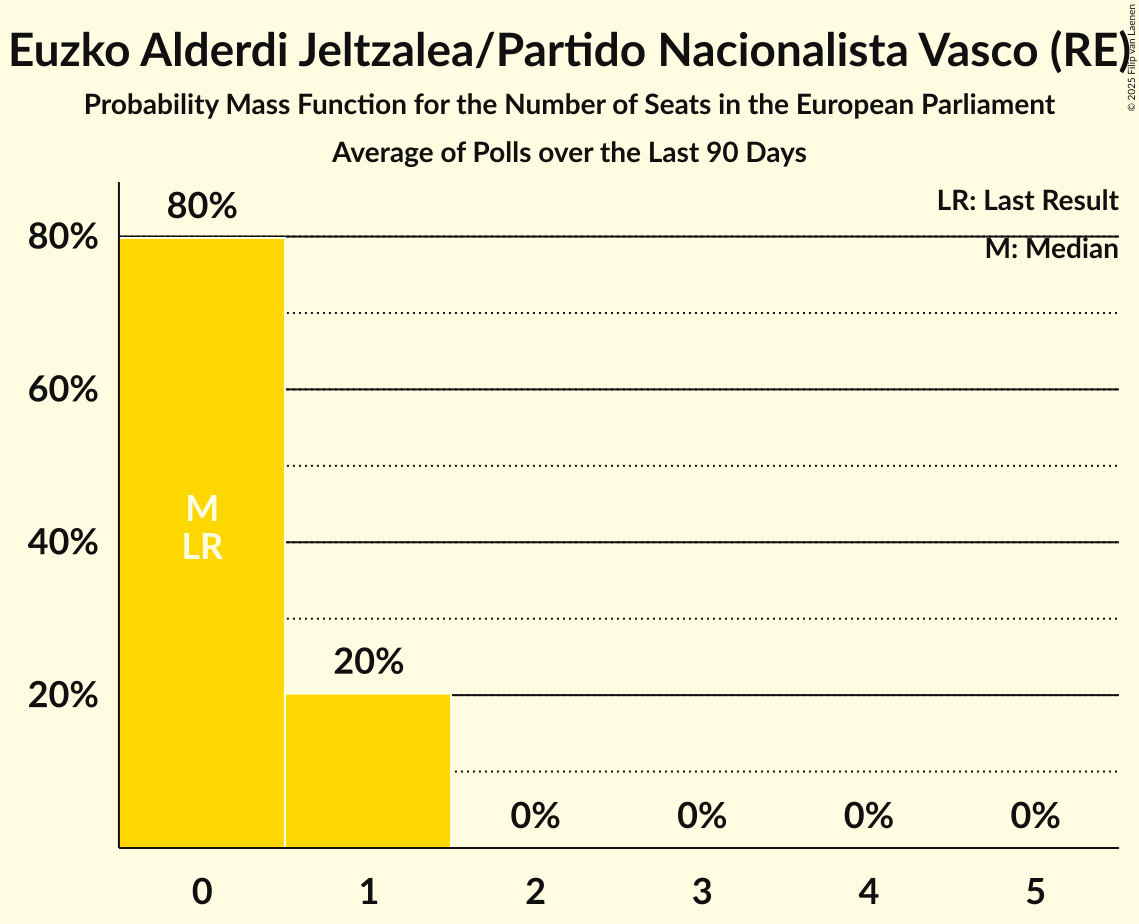 Euzko Alderdi Jeltzalea/Partido Nacionalista Vasco (RE)
© 2025 Filip van Laenen
Probability Mass Function for the Number of Seats in the European Parliament
Average of Polls over the Last 90 Days
LR: Last Result
M: Median
80%
60%
40%
20%
80%
M
LR
20%
0%
0%
0%
0%
0
1
2
3
4
5